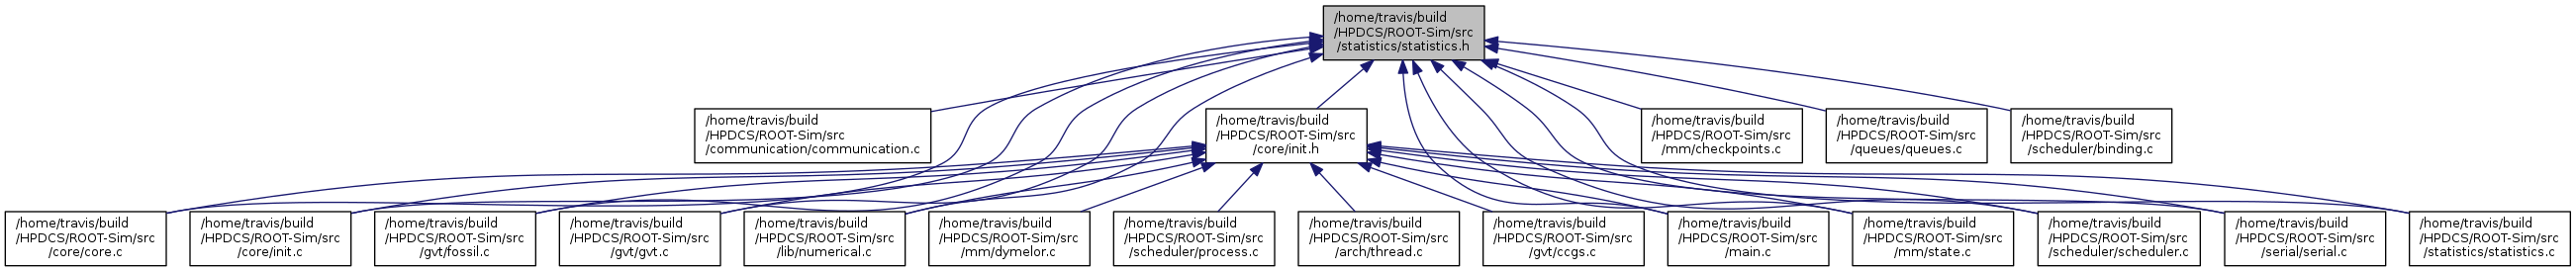 /home/travis/build
/HPDCS/ROOT-Sim/src
/statistics/statistics.h
/home/travis/build
/HPDCS/ROOT-Sim/src
/communication/communication.c
/home/travis/build
/HPDCS/ROOT-Sim/src
/core/init.h
/home/travis/build
/HPDCS/ROOT-Sim/src
/mm/checkpoints.c
/home/travis/build
/HPDCS/ROOT-Sim/src
/queues/queues.c
/home/travis/build
/HPDCS/ROOT-Sim/src
/scheduler/binding.c
/home/travis/build
/HPDCS/ROOT-Sim/src
/core/core.c
/home/travis/build
/HPDCS/ROOT-Sim/src
/core/init.c
/home/travis/build
/HPDCS/ROOT-Sim/src
/gvt/fossil.c
/home/travis/build
/HPDCS/ROOT-Sim/src
/gvt/gvt.c
/home/travis/build
/HPDCS/ROOT-Sim/src
/lib/numerical.c
/home/travis/build
/HPDCS/ROOT-Sim/src
/mm/dymelor.c
/home/travis/build
/HPDCS/ROOT-Sim/src
/scheduler/process.c
/home/travis/build
/HPDCS/ROOT-Sim/src
/arch/thread.c
/home/travis/build
/HPDCS/ROOT-Sim/src
/gvt/ccgs.c
/home/travis/build
/HPDCS/ROOT-Sim/src
/main.c
/home/travis/build
/HPDCS/ROOT-Sim/src
/mm/state.c
/home/travis/build
/HPDCS/ROOT-Sim/src
/scheduler/scheduler.c
/home/travis/build
/HPDCS/ROOT-Sim/src
/serial/serial.c
/home/travis/build
/HPDCS/ROOT-Sim/src
/statistics/statistics.c